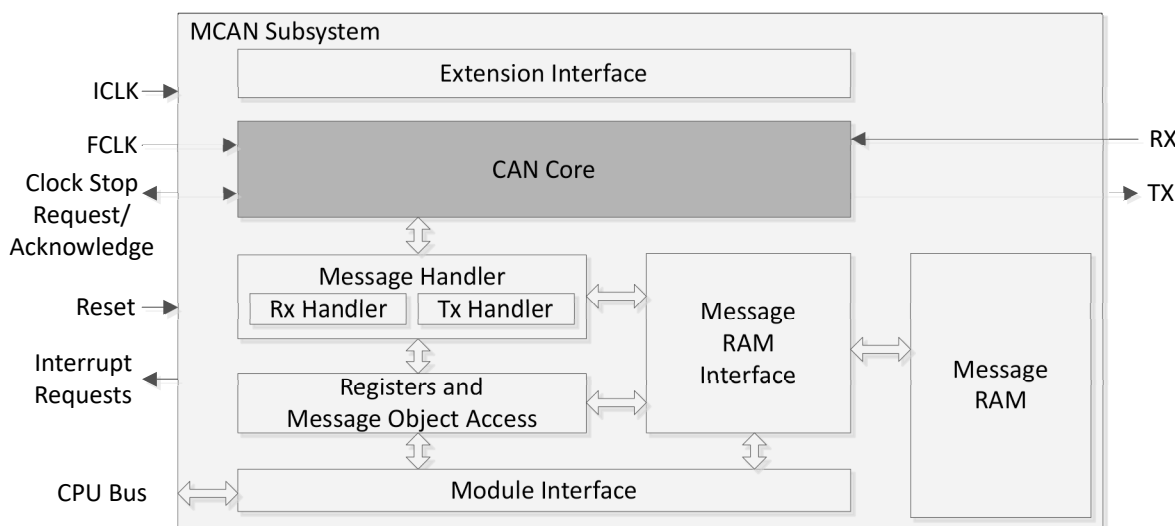 MCAN Subsystem
Extension Interface
ICLK
FCLK
CAN Core
RX
Clock Stop
Request/
Acknowledge
TX
Message Handler
Rx Handler
Tx Handler
Reset
Message
RAM
Interface
Interrupt
Requests
Registers and
Message Object Access
Message
RAM
CPU Bus
Module Interface